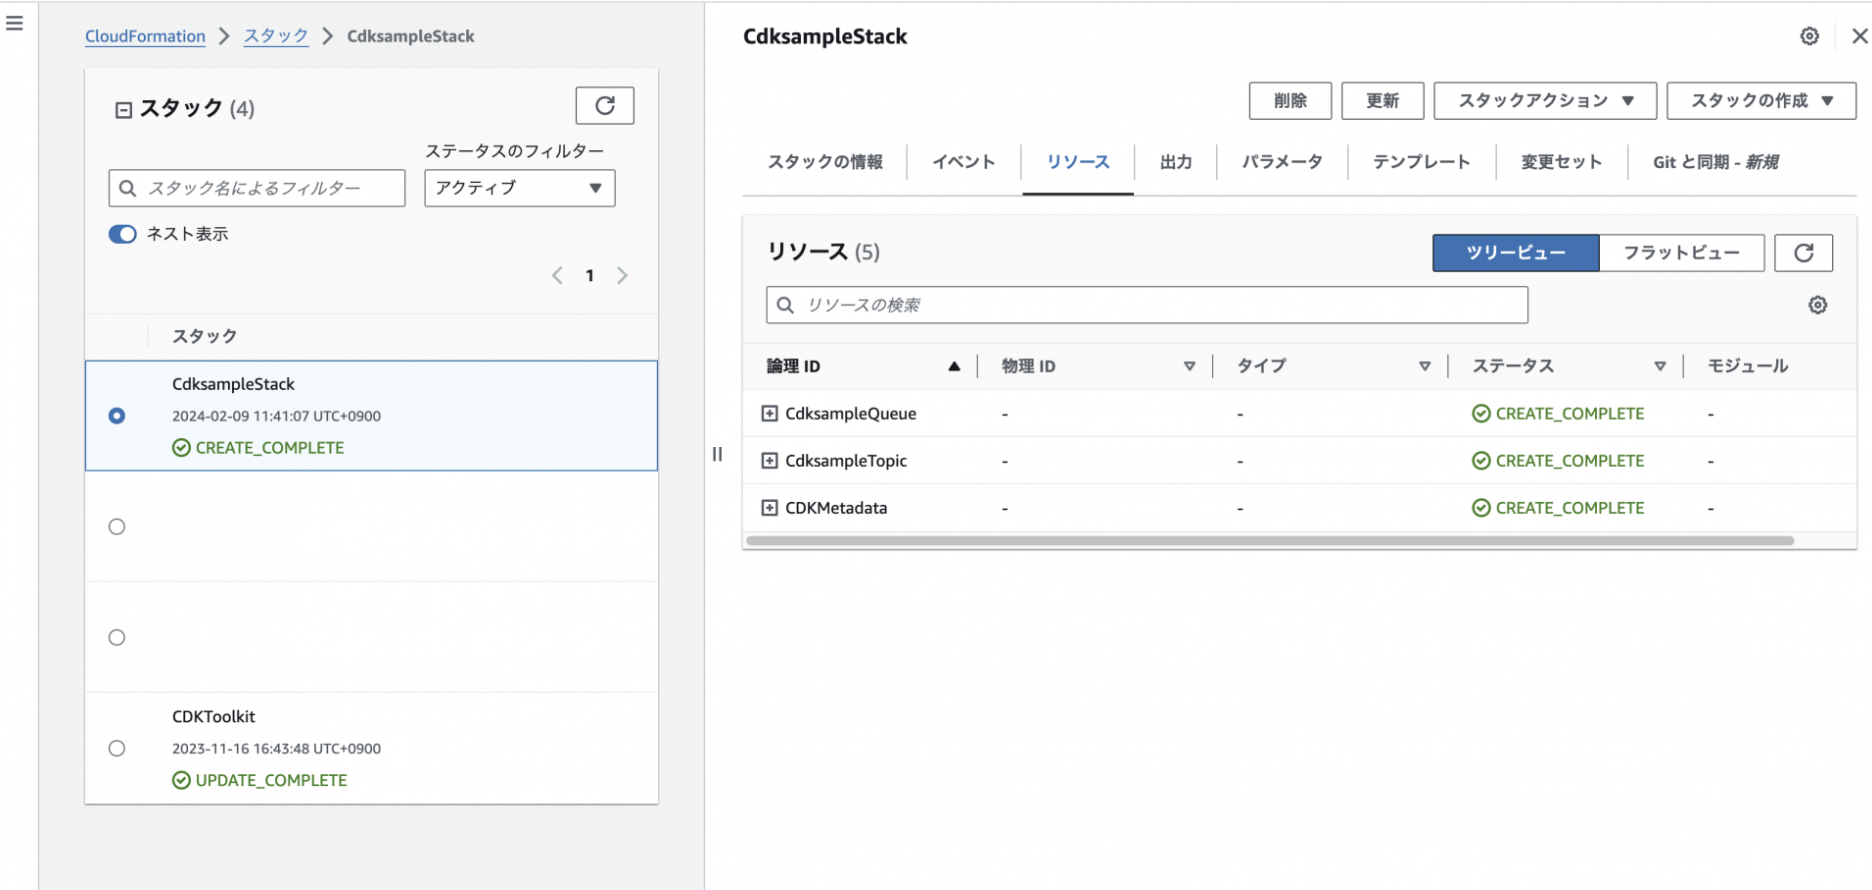 CloudFormation > スタック > CdksampleStack
スタック (4)
ステータスのフィルター
スタック名によるフィルター
アクティブ
ネスト表示
1
スタック
CdksampleStack
2024-02-09 11:41:07 UTC+0900
CREATE_COMPLETE
CDKToolkit
2023-11-16 16:43:48 UTC+0900
UPDATE_COMPLETE
CdksampleStack
削除 更新 スタックアクション スタックの作成
スタックの情報 イベント リソース 出力 パラメータ テンプレート 変更セット Git と同期 - 新規
リソース (5)
ツリービュー フラットビュー
リソースの検索
論理 ID 物理 ID タイプ ステータス モジュール
CdksampleQueue - - CREATE_COMPLETE -
CdksampleTopic - - CREATE_COMPLETE -
CDKMetadata - - CREATE_COMPLETE -